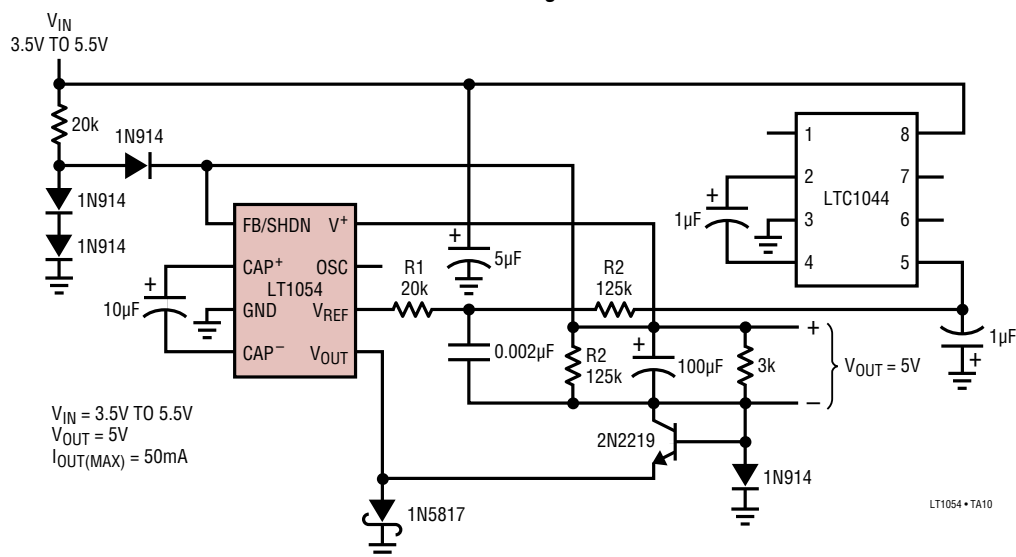 V_IN
3.5V TO 5.5V
20k
1N914
1N914
1N914
FB/SHDN V+
CAP+ OSC
LT1054
GND V_REF
CAP− V_OUT
10µF
+
5µF
+
R1
20k
R2
125k
0.002µF
R2
125k
100µF
+
3k
+
−
V_OUT = 5V
2N2219
1N914
1N5817
1 8
2 7
LTC1044
3 6
4 5
1µF
+
1µF
+
V_IN = 3.5V TO 5.5V
V_OUT = 5V
I_OUT(MAX) = 50mA
LT1054 • TA10